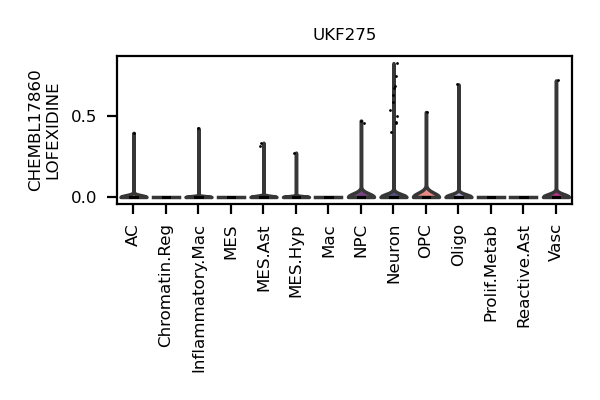 UKF275
CHEMBL17860
LOFEXIDINE
0.5
0.0
AC
Chromatin.Reg
Inflammatory.Mac
MES
MES.Ast
MES.Hyp
Mac
NPC
Neuron
OPC
Oligo
Prolif.Metab
Reactive.Ast
Vasc